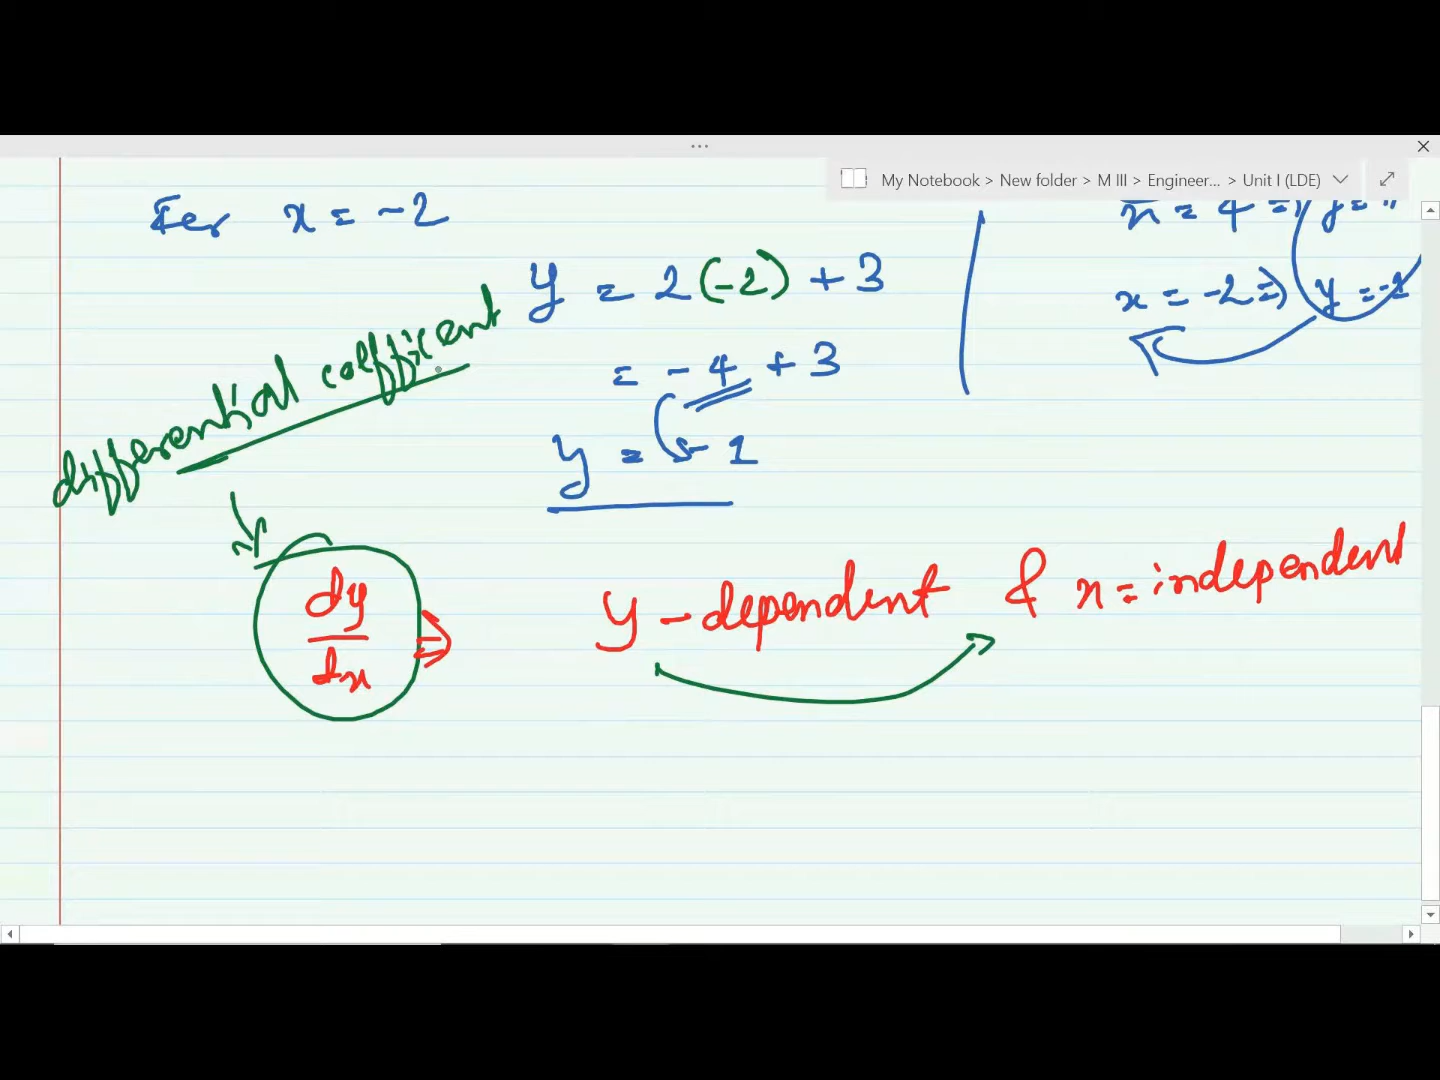 My Notebook > New folder > M III > Engineer... > Unit I (LDE)
For x = -2
y = 2(-2) + 3
= -4 + 3
y = -1
x = 4 =>
x = -2 => y = -1
differential coefficient
dy
dx
=> y - dependent & x = independent